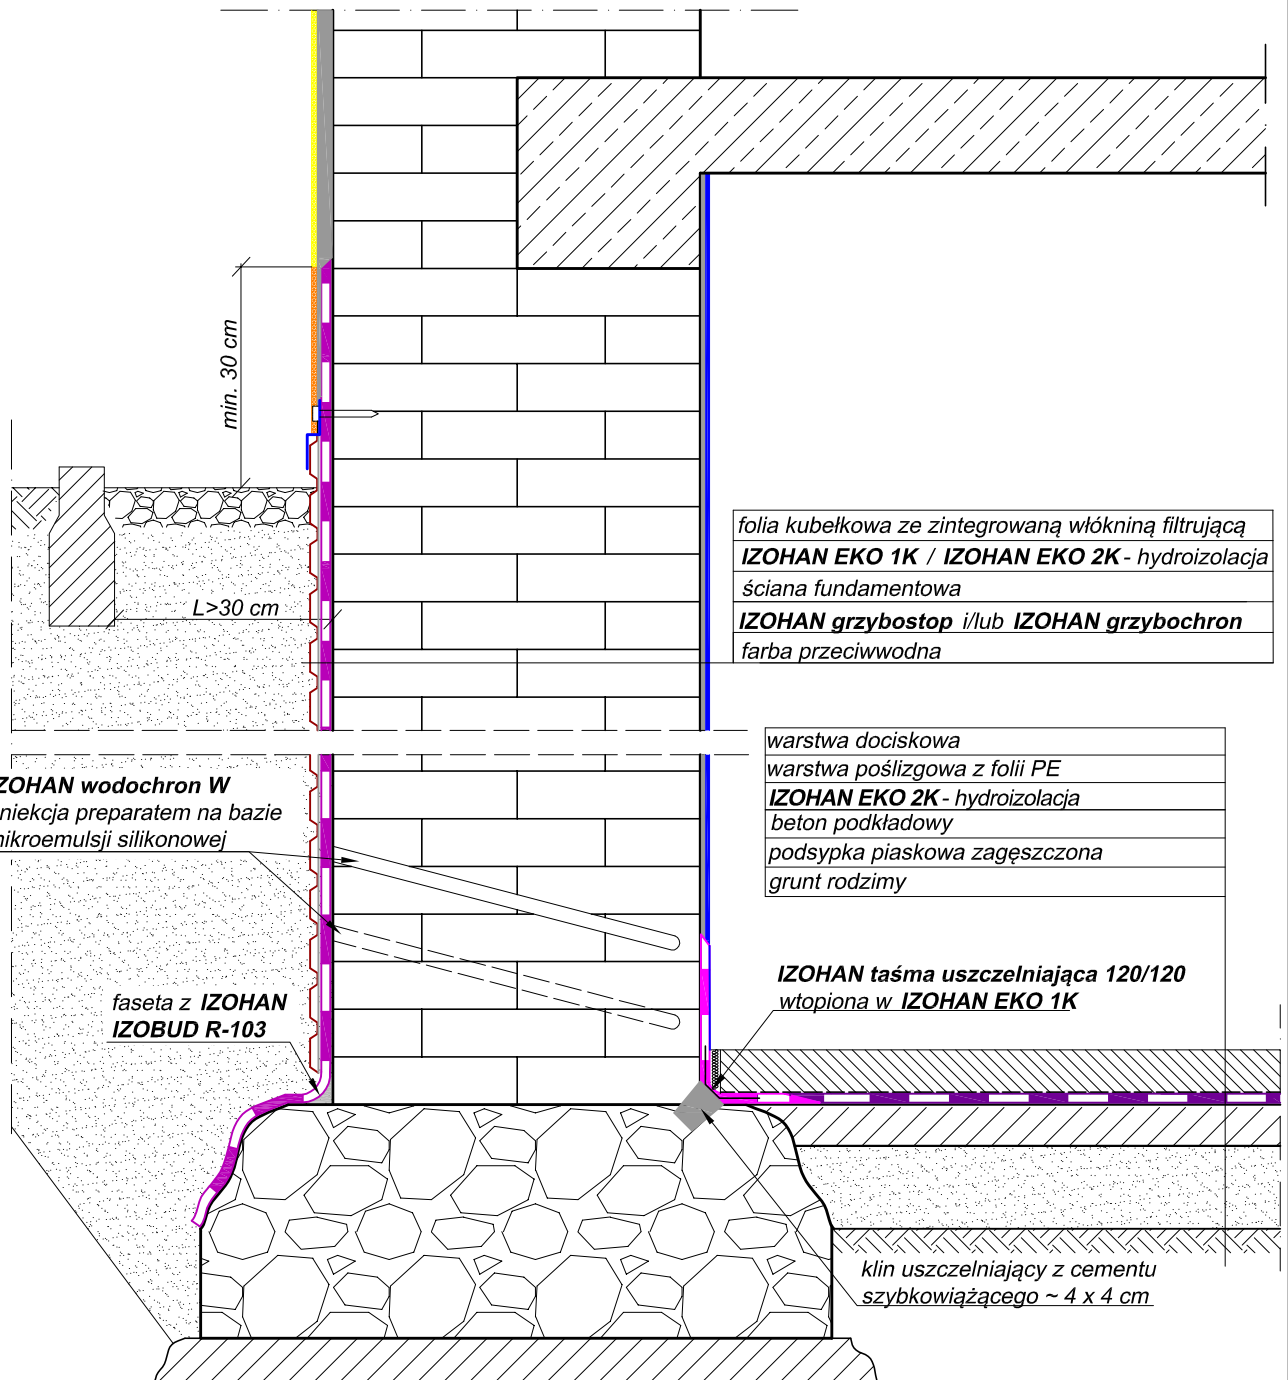 min. 30 cm
L>30 cm
folia kubełkowa ze zintegrowaną włókniną filtrującą
IZOHAN EKO 1K / IZOHAN EKO 2K - hydroizolacja
ściana fundamentowa
IZOHAN grzybostop i/lub IZOHAN grzybochron
farba przeciwwodna
warstwa dociskowa
warstwa poślizgowa z folii PE
IZOHAN EKO 2K - hydroizolacja
beton podkładowy
podsypka piaskowa zagęszczona
grunt rodzimy
ZOHAN wodochron W
niekcja preparatem na bazie
mikroemulsji silikonowej
faseta z IZOHAN
IZOBUD R-103
IZOHAN taśma uszczelniająca 120/120
wtopiona w IZOHAN EKO 1K
klin uszczelniający z cementu
szybkowiążącego ~ 4 x 4 cm